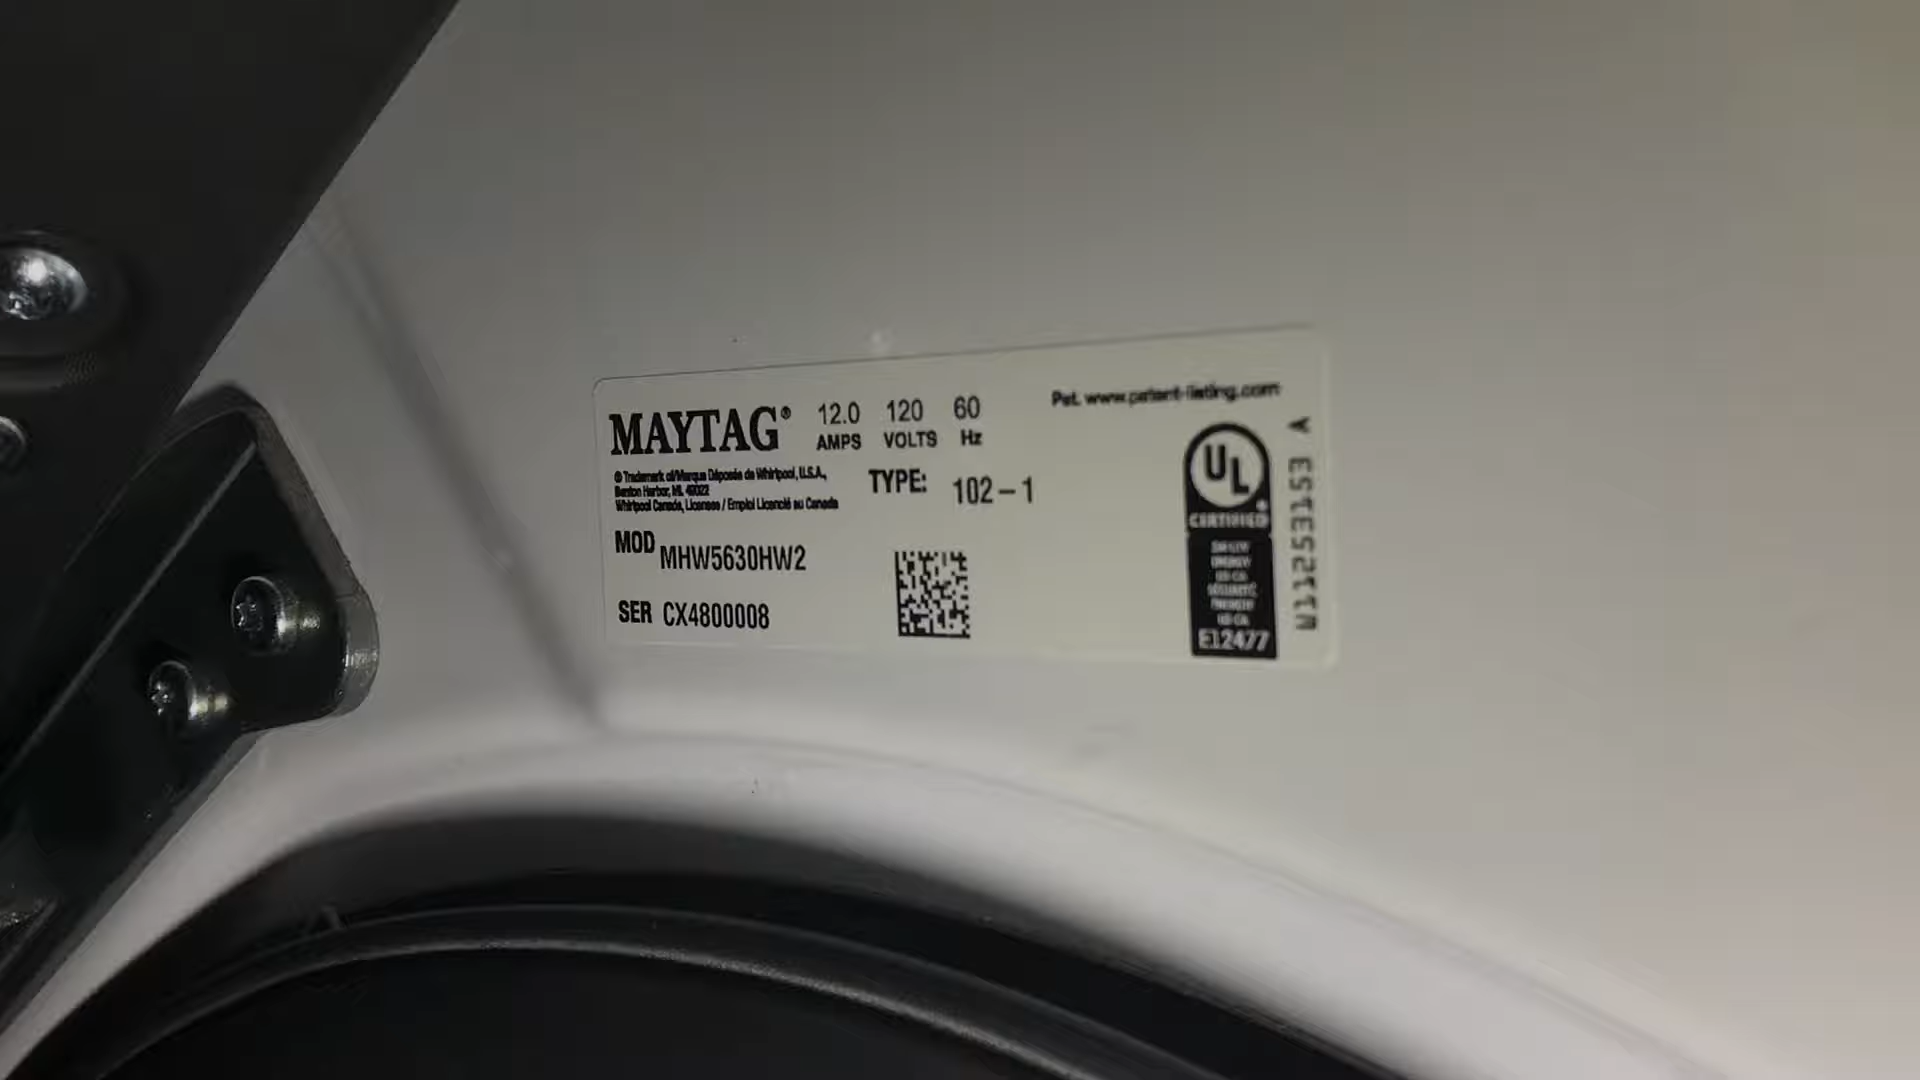 MAYTAG® 12.0 120 60
AMPS VOLTS Hz
Pat. www.patent-listing.com
® Trademark of/Marque Déposée de Whirlpool, U.S.A.,
Benton Harbor, MI. 49022
Whirlpool Canada, Licensee / Emploi Licencié au Canada
TYPE: 102-1
MOD MHW5630HW2
SER CX4800008
UL
CERTIFIED
E12477
W11253153 A